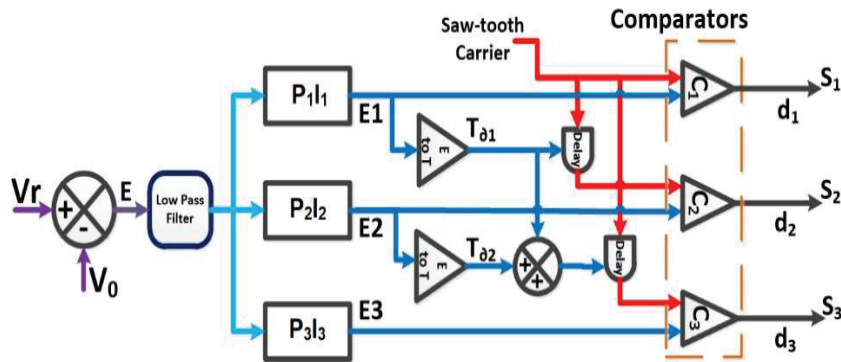 Comparators
Saw-tooth
Carrier
P₁I₁
E1
C₁
S₁
d₁
E to T
T∂1
Delay
Vr
+
-
E
Low Pass
Filter
V₀
P₂I₂
E2
C₂
S₂
d₂
E to T
T∂2
+
+
Delay
P₃I₃
E3
C₃
S₃
d₃